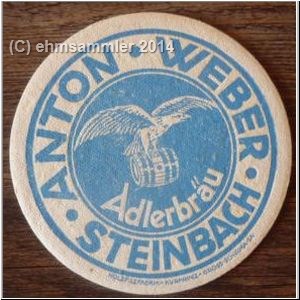 (C) ehmsammler 2014
ANTON · WEBER
Adlerbräu
· STEINBACH ·